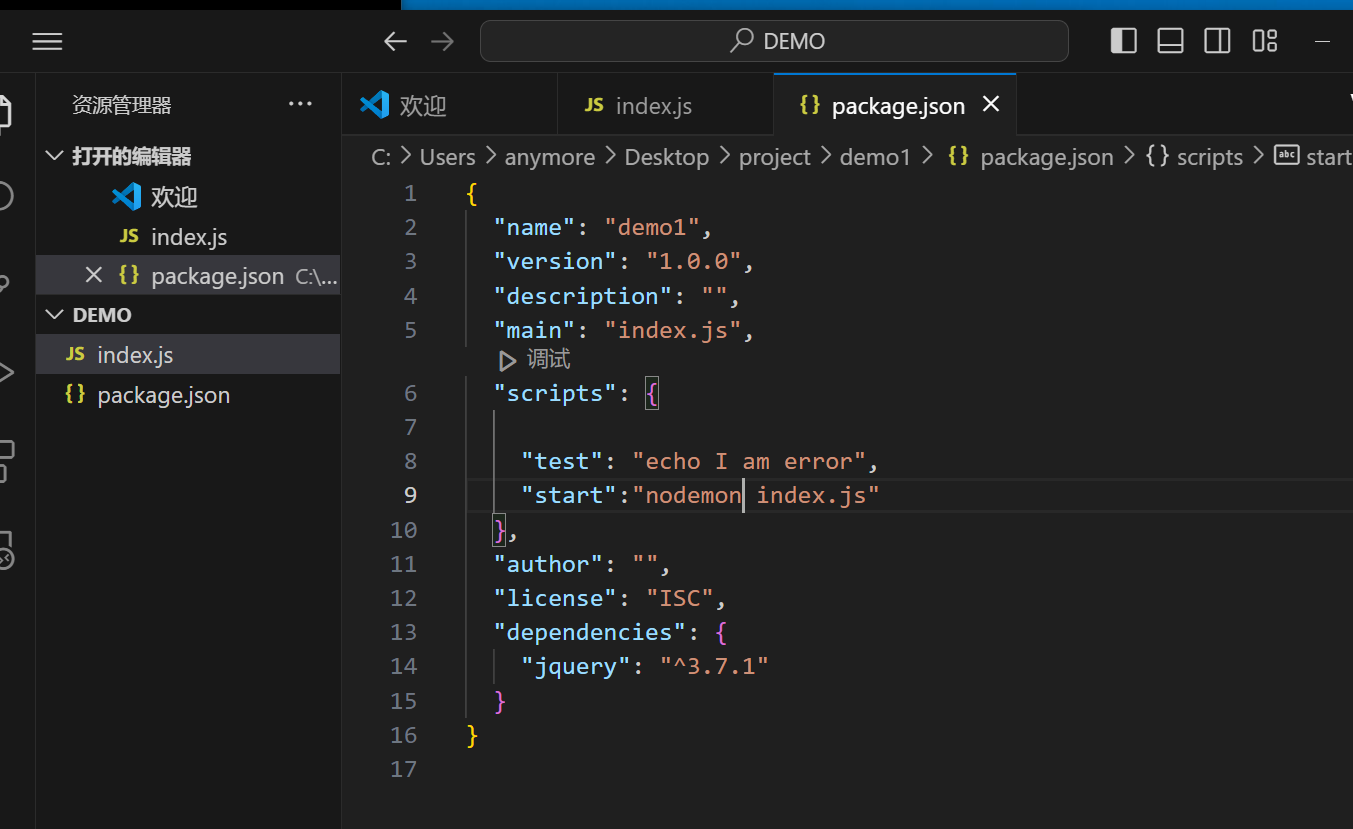 DEMO
资源管理器
打开的编辑器
欢迎
JS index.js
{} package.json C:\...
DEMO
JS index.js
{} package.json
欢迎
JS index.js
{} package.json
C: > Users > anymore > Desktop > project > demo1 > {} package.json > {} scripts > abc start
1 {
2 "name": "demo1",
3 "version": "1.0.0",
4 "description": "",
5 "main": "index.js",
调试
6 "scripts": {
7
8 "test": "echo I am error",
9 "start":"nodemon index.js"
10 },
11 "author": "",
12 "license": "ISC",
13 "dependencies": {
14 "jquery": "^3.7.1"
15 }
16 }
17